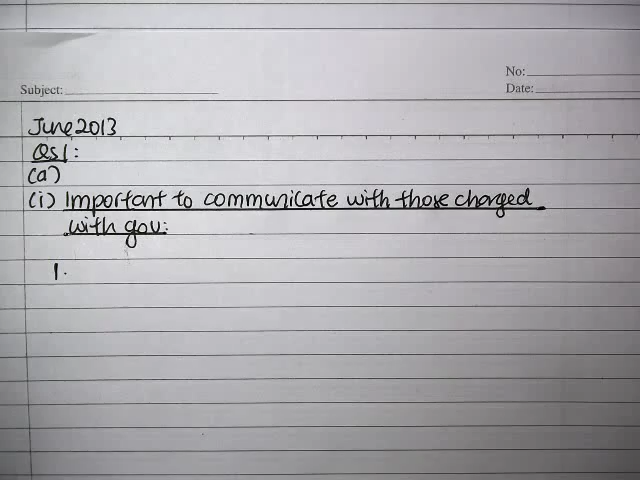 No:
Subject:
Date:
June 2013
Qs1:
(a)
(i) Important to communicate with those charged
with gov:
1.